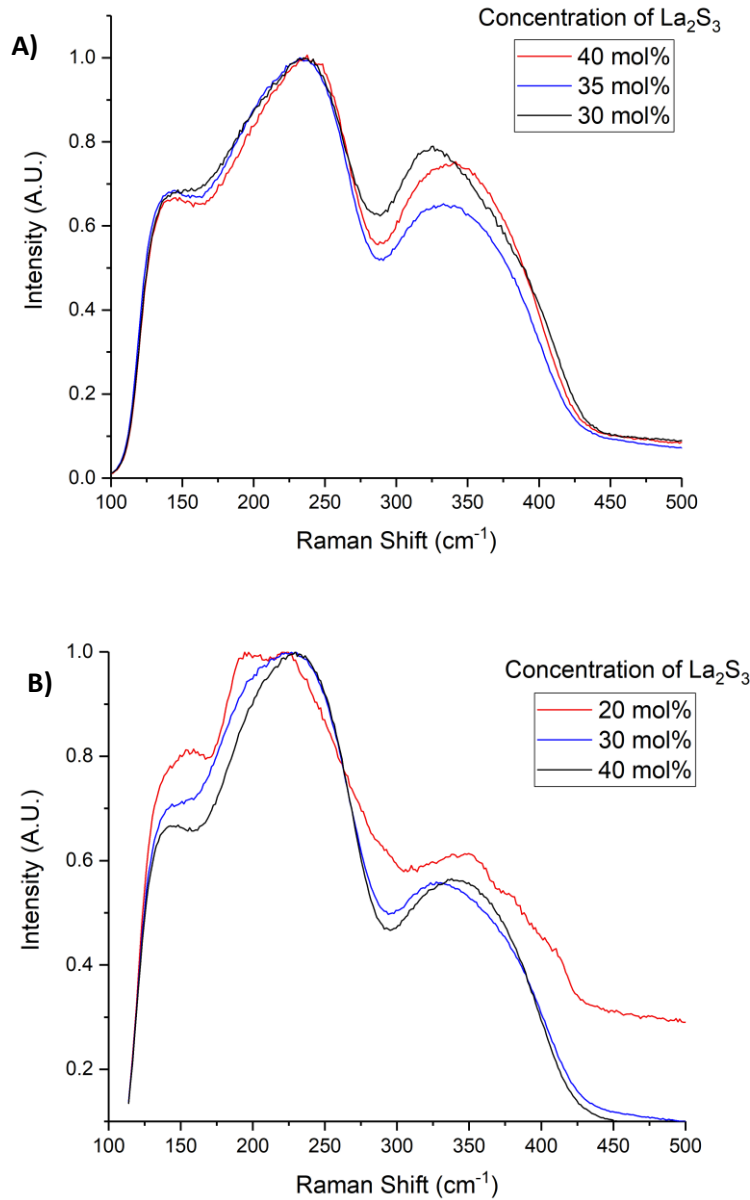 A)
Concentration of La₂S₃
40 mol%
35 mol%
30 mol%
1.0
0.8
0.6
0.4
0.2
0.0
Intensity (A.U.)
100 150 200 250 300 350 400 450 500
Raman Shift (cm⁻¹)
B)
Concentration of La₂S₃
20 mol%
30 mol%
40 mol%
1.0
0.8
0.6
0.4
0.2
Intensity (A.U.)
100 150 200 250 300 350 400 450 500
Raman Shift (cm⁻¹)